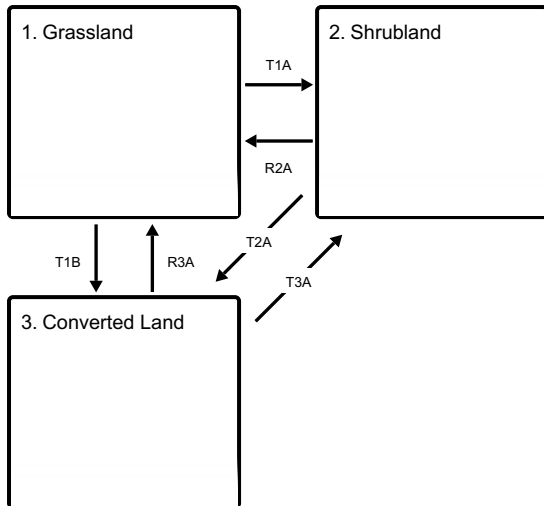 1. Grassland
2. Shrubland
T1A
R2A
T1B
R3A
T2A
T3A
3. Converted Land